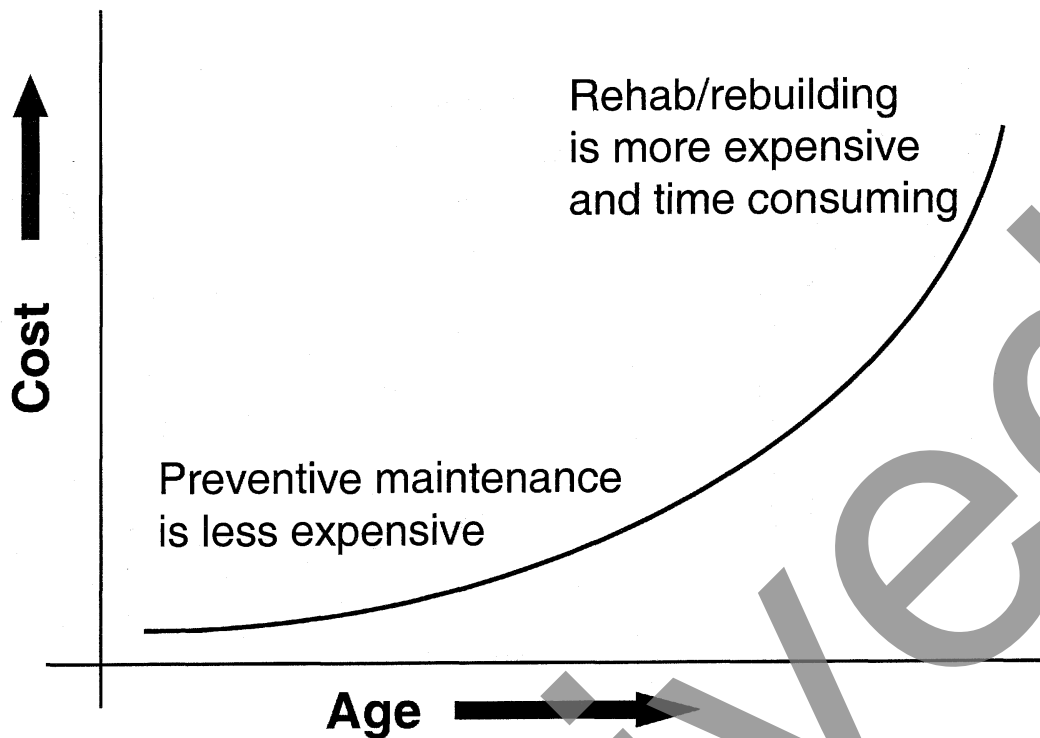 Rehab/rebuilding
is more expensive
and time consuming
Cost
Preventive maintenance
is less expensive
Age